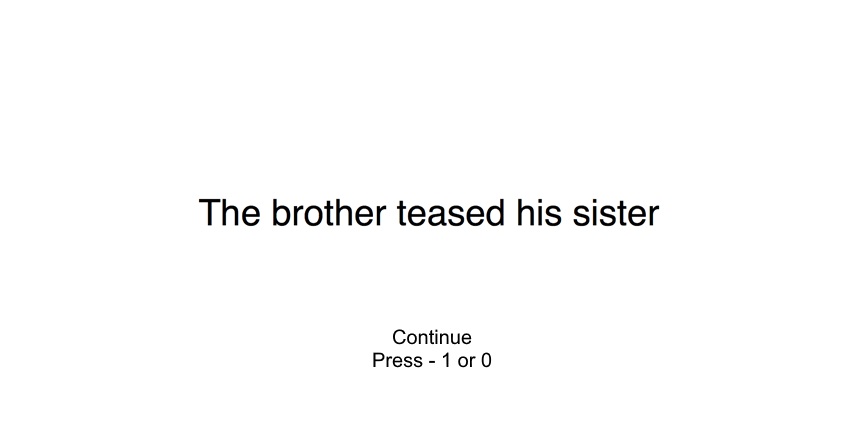 The brother teased his sister
Continue
Press - 1 or 0